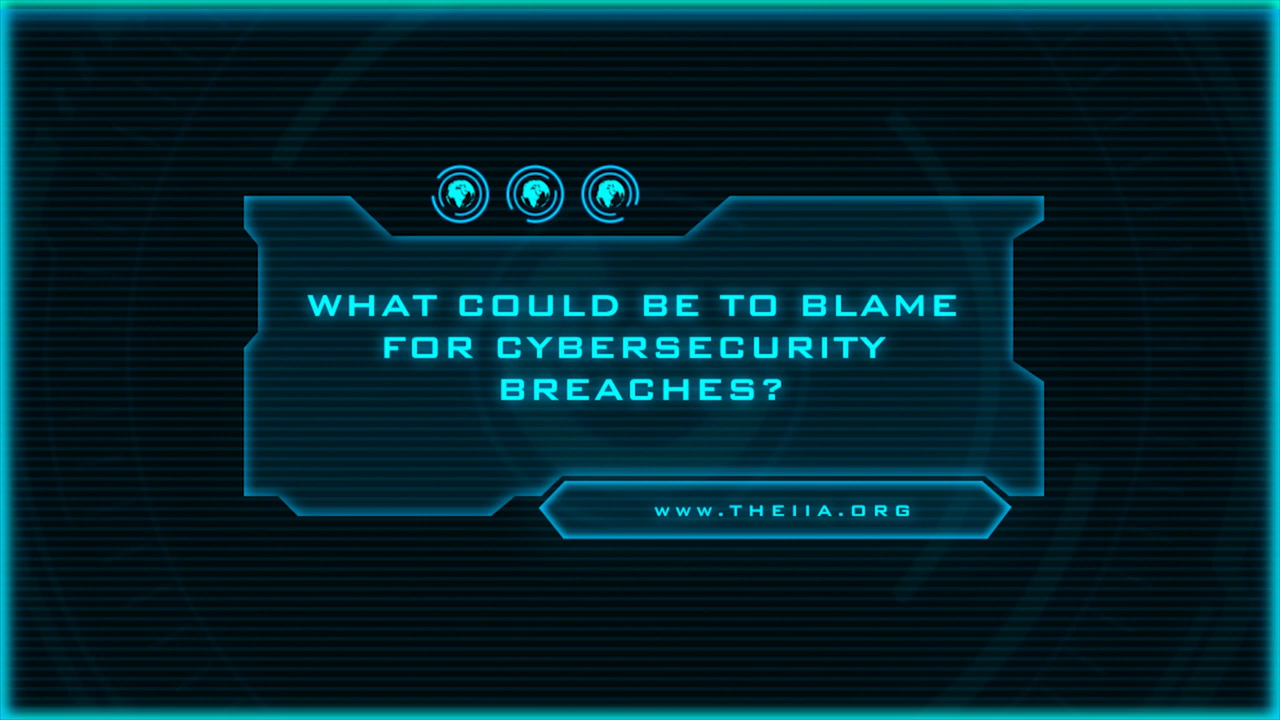 WHAT COULD BE TO BLAME
FOR CYBERSECURITY
BREACHES?
www.THEIIA.ORG